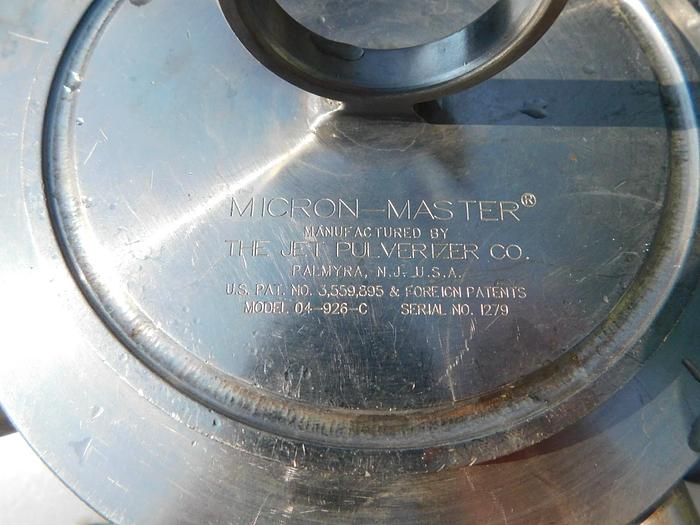 MICRON-MASTER®
MANUFACTURED BY
THE JET PULVERIZER CO.
PALMYRA, N.J. U.S.A.
U.S. PAT. NO. 3,559,895 & FOREIGN PATENTS
MODEL 04-926-C SERIAL NO. 1279